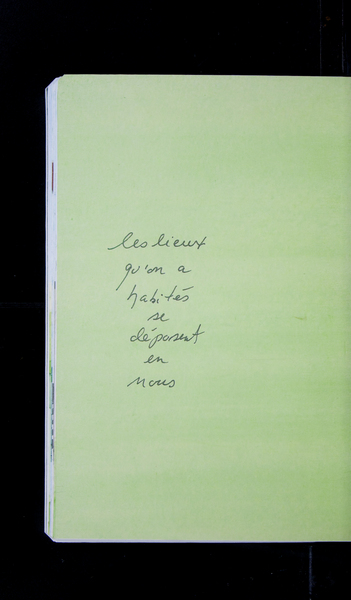 les lieux
qu'on a
habités
se
déposent
en
nous